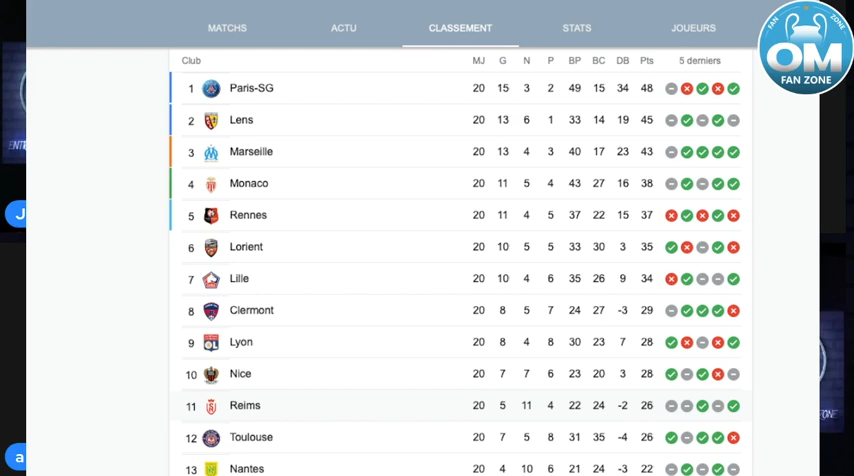 MATCHS ACTU CLASSEMENT STATS JOUEURS
FAN ZONE
OM
FAN ZONE
Club MJ G N P BP BC DB Pts 5 derniers
1 Paris-SG 20 15 3 2 49 15 34 48
2 Lens 20 13 6 1 33 14 19 45
3 Marseille 20 13 4 3 40 17 23 43
4 Monaco 20 11 5 4 43 27 16 38
5 Rennes 20 11 4 5 37 22 15 37
6 Lorient 20 10 5 5 33 30 3 35
7 Lille 20 10 4 6 35 26 9 34
8 Clermont 20 8 5 7 24 27 -3 29
9 Lyon 20 8 4 8 30 23 7 28
10 Nice 20 7 7 6 23 20 3 28
11 Reims 20 5 11 4 22 24 -2 26
12 Toulouse 20 7 5 8 31 35 -4 26
13 Nantes 20 4 10 6 21 24 -3 22
J
a